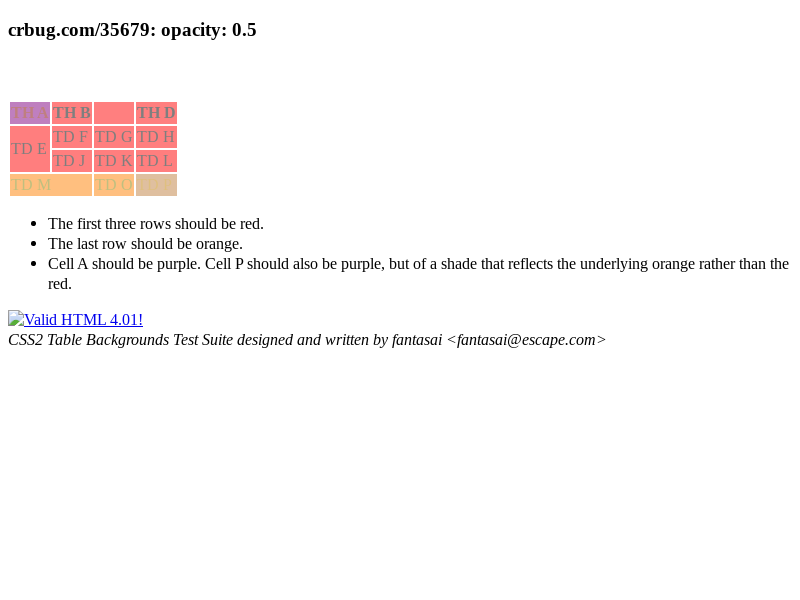 crbug.com/35679: opacity: 0.5
TH A TH B TH D
TD E TD F TD G TD H
TD J TD K TD L
TD M TD O
The first three rows should be red.
The last row should be orange.
Cell A should be purple. Cell P should also be purple, but of a shade that reflects the underlying orange rather than the
red.
Valid HTML 4.01!
CSS2 Table Backgrounds Test Suite designed and written by fantasai <fantasai@escape.com>